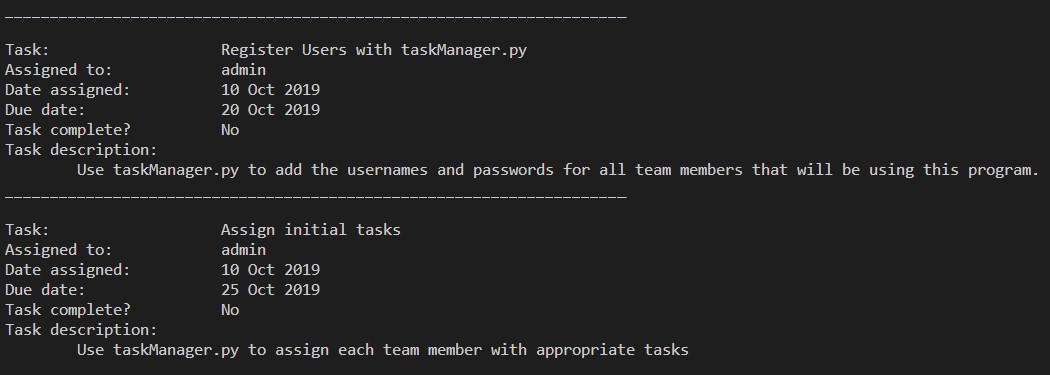 Task: Register Users with taskManager.py
Assigned to: admin
Date assigned: 10 Oct 2019
Due date: 20 Oct 2019
Task complete? No
Task description:
Use taskManager.py to add the usernames and passwords for all team members that will be using this program.
Task: Assign initial tasks
Assigned to: admin
Date assigned: 10 Oct 2019
Due date: 25 Oct 2019
Task complete? No
Task description:
Use taskManager.py to assign each team member with appropriate tasks